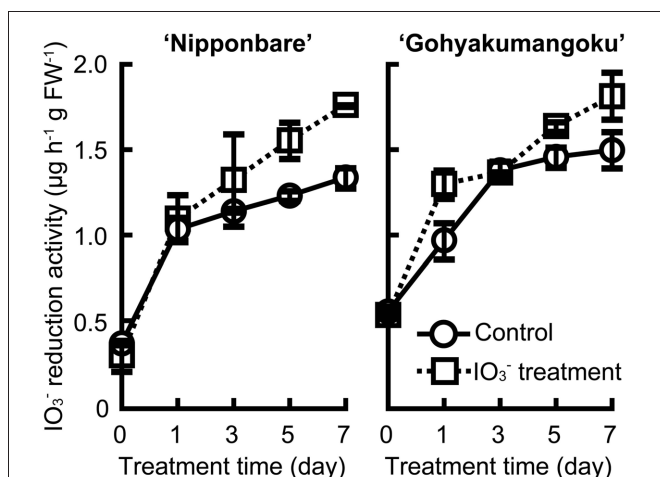 'Nipponbare' 'Gohyakumangoku'
IO₃⁻ reduction activity (µg h⁻¹ g FW⁻¹)
2.0
1.5
1.0
0.5
0
Control
IO₃⁻ treatment
0 1 3 5 7 0 1 3 5 7
Treatment time (day) Treatment time (day)